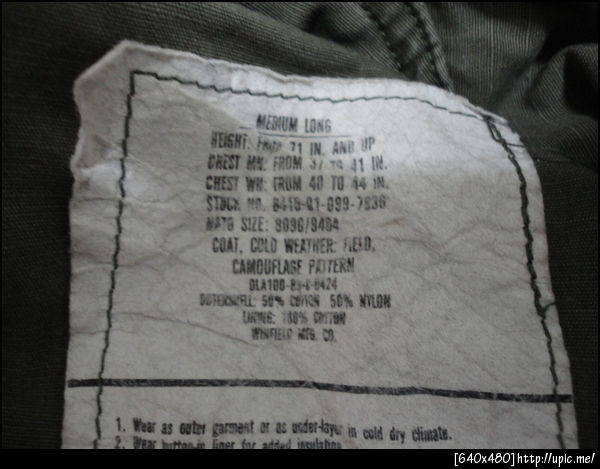 MEDIUM LONG
HEIGHT: FROM 71 IN. AND UP
CHEST MN: FROM 37 TO 41 IN.
CHEST WH: FROM 40 TO 44 IN.
STOCK NO. 8415-01-099-7836
NATO SIZE: 8090/9404
COAT, COLD WEATHER: FIELD,
CAMOUFLAGE PATTERN
DLA100-83-C-0424
OUTERSHELL: 50% COTTON 50% NYLON
LINING: 100% COTTON
WINFIELD MFG. CO.
1. Wear as outer garment or as under-layer in cold dry climate.
2. Wear button-in liner for added insulation
[640x480]http://upic.me/